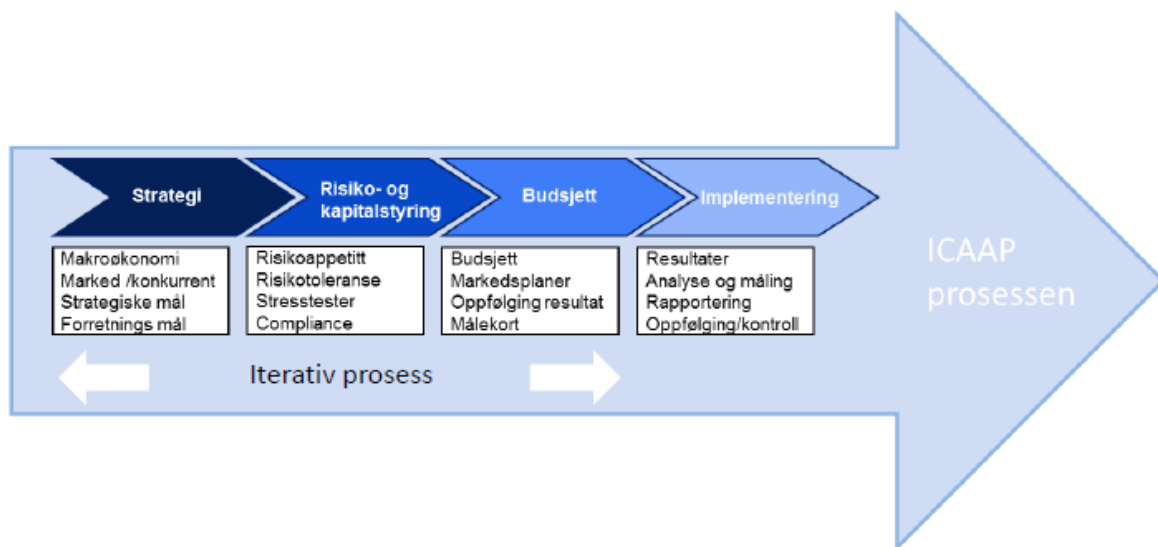 Strategi
Risiko- og
kapitalstyring
Budsjett
Implementering
Makroøkonomi
Marked /konkurrent
Strategiske mål
Forretnings mål
Risikoappetitt
Risikotoleranse
Stresstester
Compliance
Budsjett
Markedsplaner
Oppfølging resultat
Målekort
Resultater
Analyse og måling
Rapportering
Oppfølging/kontroll
Iterativ prosess
ICAAP
prosessen